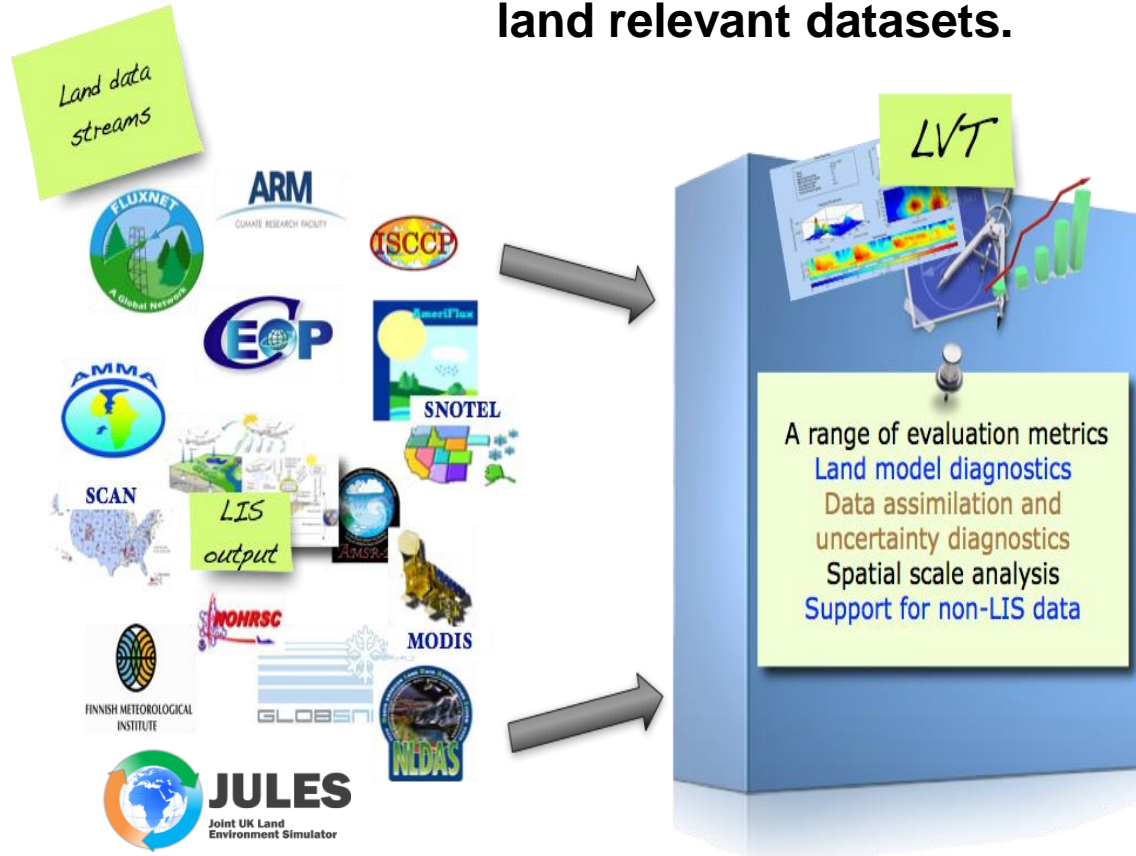 land relevant datasets.
Land data
streams
LVT
FLUXNET
A Global Network
ARM
CLIMATE RESEARCH FACILITY
ISCCP
CEOP
AmeriFlux
AMMA
SNOTEL
SCAN
LIS
output
NOHRSC
MODIS
FINNISH METEOROLOGICAL
INSTITUTE
NLDAS
JULES
Joint UK Land
Environment Simulator
A range of evaluation metrics
Land model diagnostics
Data assimilation and
uncertainty diagnostics
Spatial scale analysis
Support for non-LIS data